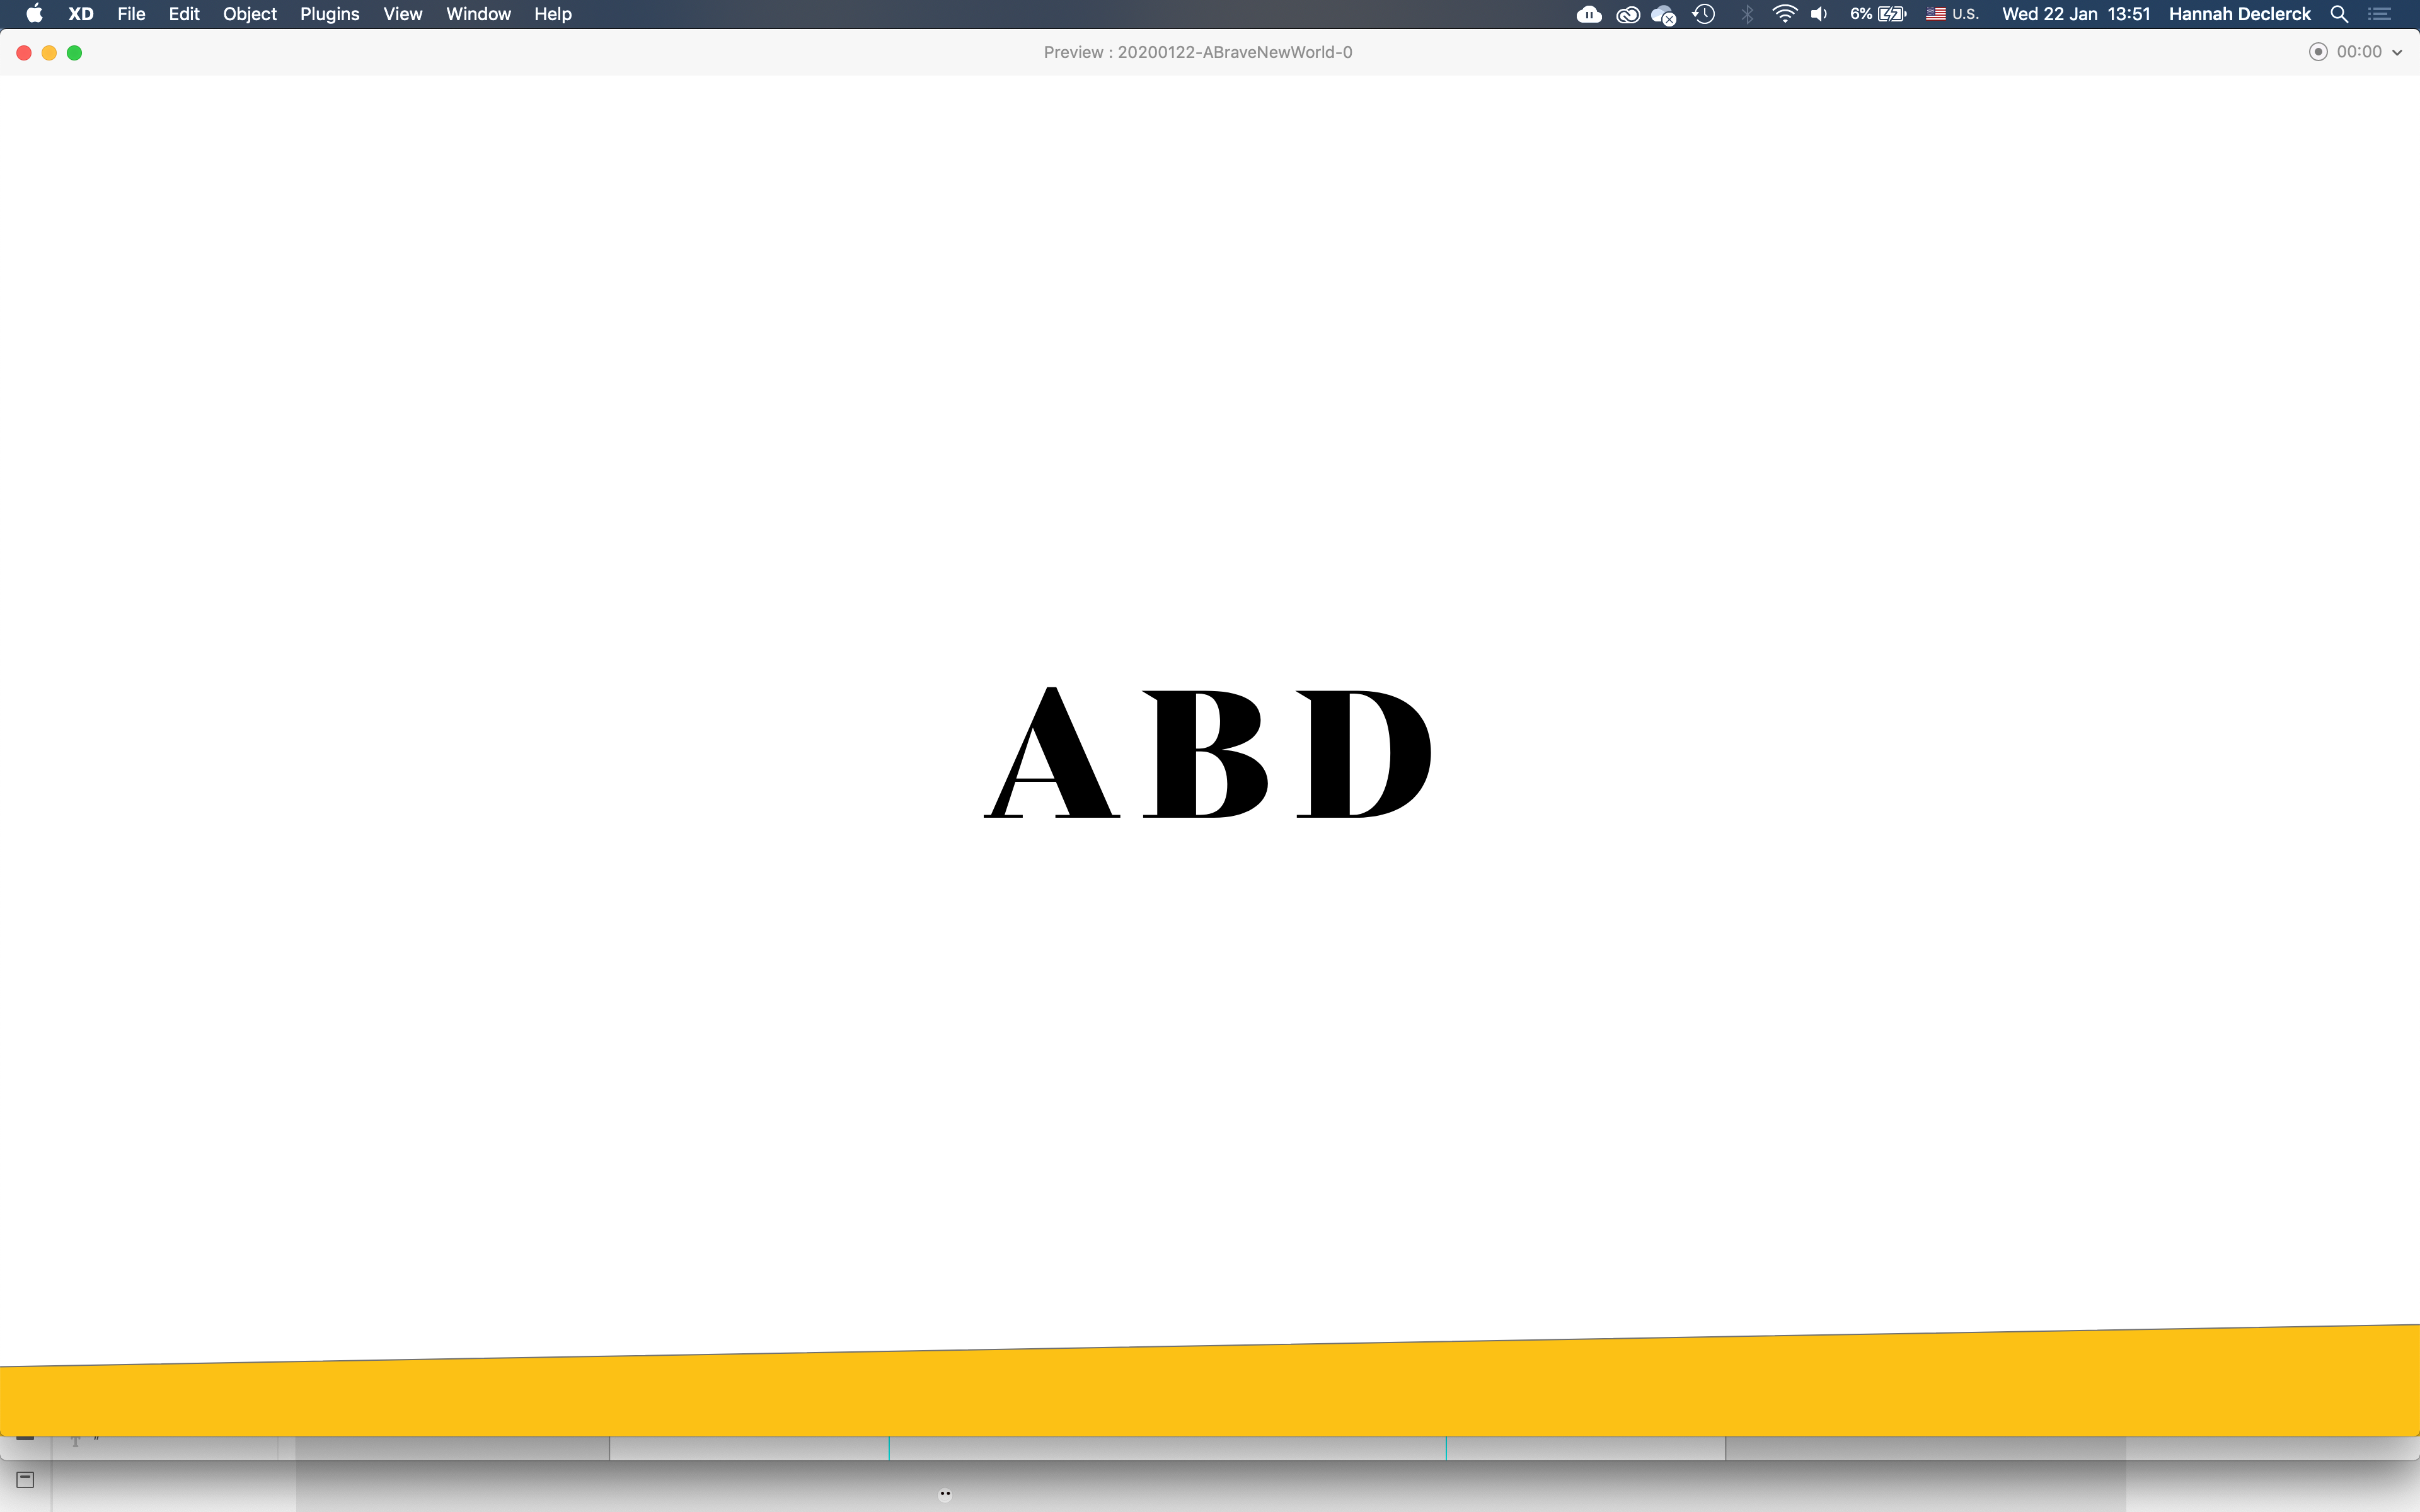 XD File Edit Object Plugins View Window Help 6% U.S. Wed 22 Jan 13:51 Hannah Declerck
Preview : 20200122-ABraveNewWorld-0 00:00
ABD
T "